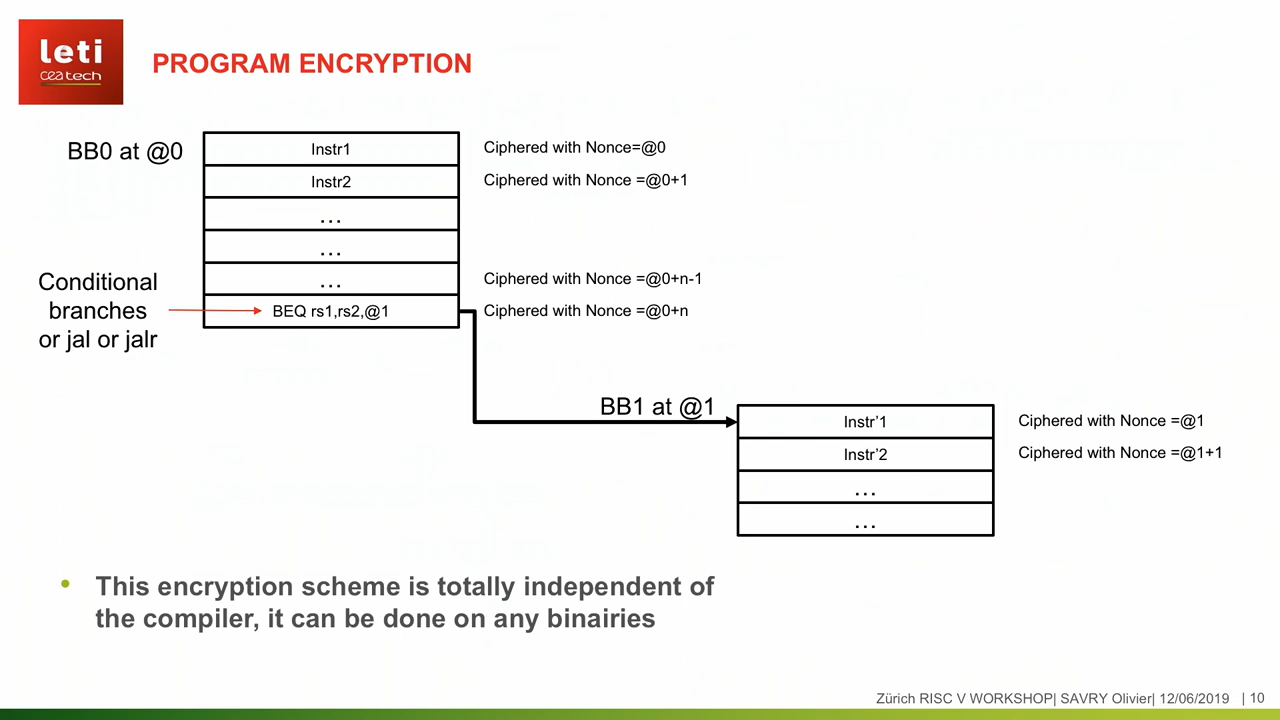 leti
cea tech
PROGRAM ENCRYPTION
BB0 at @0
Instr1
Ciphered with Nonce=@0
Instr2
Ciphered with Nonce =@0+1
...
...
...
Ciphered with Nonce =@0+n-1
Conditional
branches
or jal or jalr
BEQ rs1,rs2,@1
Ciphered with Nonce =@0+n
BB1 at @1
Instr’1
Ciphered with Nonce =@1
Instr’2
Ciphered with Nonce =@1+1
...
...
• This encryption scheme is totally independent of
the compiler, it can be done on any binairies
Zürich RISC V WORKSHOP| SAVRY Olivier| 12/06/2019 | 10